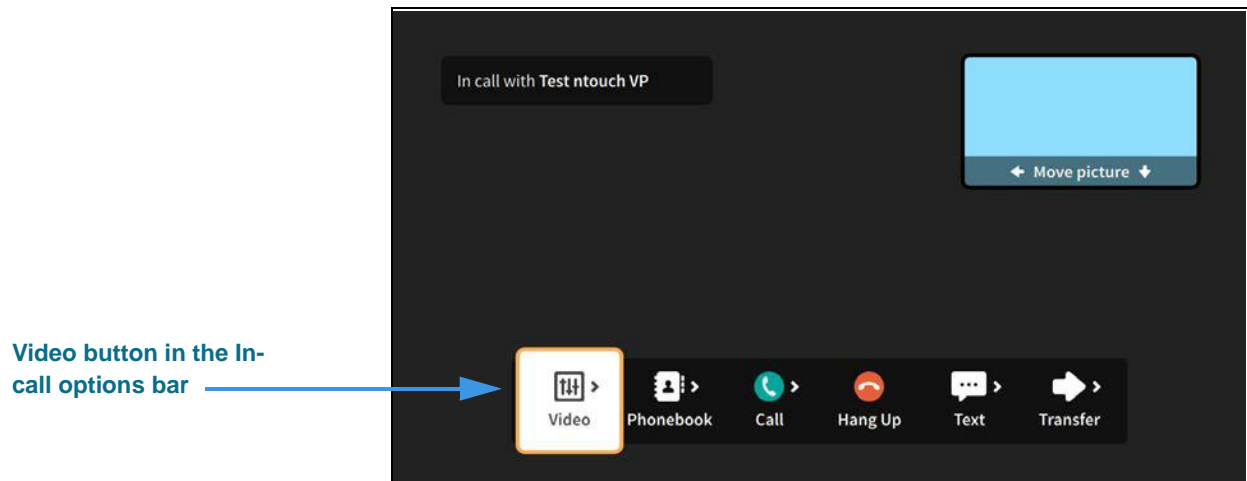 In call with Test ntouch VP
Move picture
Video button in the In-
call options bar
Video Phonebook Call Hang Up Text Transfer